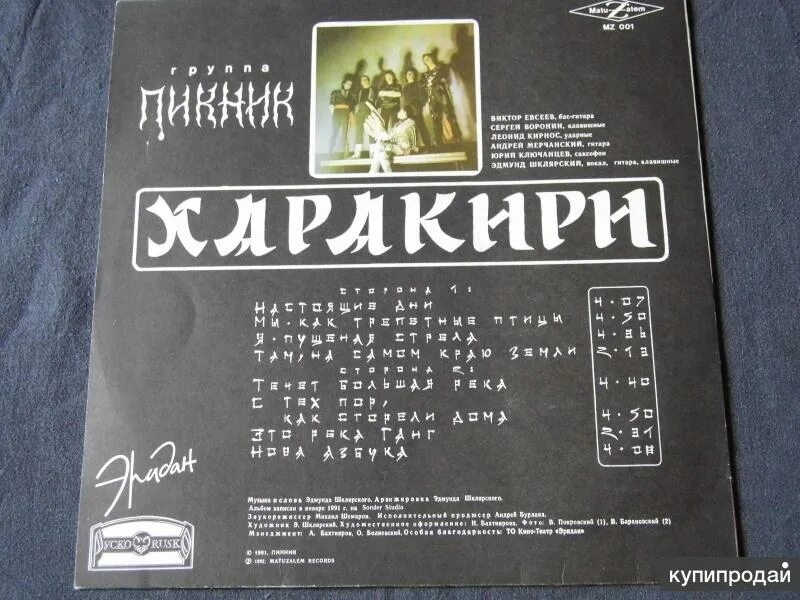 Matu Zalem
MZ 001
группа
ПИКНИК
ВИКТОР ЕВСЕЕВ, бас-гитара
СЕРГЕЙ ВОРОНИН, клавишные
ЛЕОНИД КИРНОС, ударные
АНДРЕЙ МЕРЧАНСКИЙ, гитара
ЮРИЙ КЛЮЧАНЦЕВ, саксофон
ЭДМУНД ШКЛЯРСКИЙ, вокал, гитара, клавишные
ХАРАКИРИ
сторона 1:
Настоящие дни 4.07
Мы, как трепетные птицы 4.50
Я - пущеная стрела
Там, на самом краю земли
сторона 2:
Течет большая река 4.40
С тех пор,
как сгорели дома 4.50
Это река Ганг
Нова азбука 4.08
Эридан
Музыка и слова Эдмунда Шклярского. Аранжировка Эдмунда Шклярского.
Альбом записан в январе 1991 г. на Sonder Studio
Звукорежиссер Михаил Шемаров. Исполнительный продюсер Андрей Бурлака.
Художник Э. Шклярский. Художественное оформление: И. Бахтиярова. Фото: В. Покровский (1), В. Барановский (2)
Менеджмент: А. Бахтияров, О. Болиевский. Особая благодарность: ТО Кино-Театр «Эридан»
РУСКО RUSKO
© 1991, ПИКНИК
℗ 1992, MATUZALEM RECORDS
купипродай